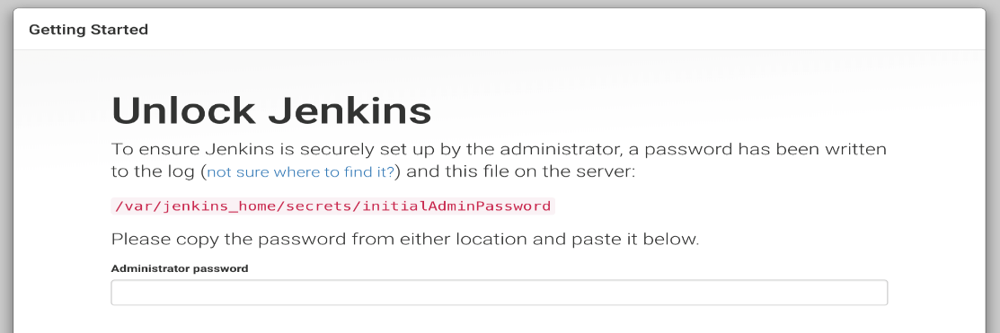 Getting Started
Unlock Jenkins
To ensure Jenkins is securely set up by the administrator, a password has been written
to the log (not sure where to find it?) and this file on the server:
/var/jenkins_home/secrets/initialAdminPassword
Please copy the password from either location and paste it below.
Administrator password